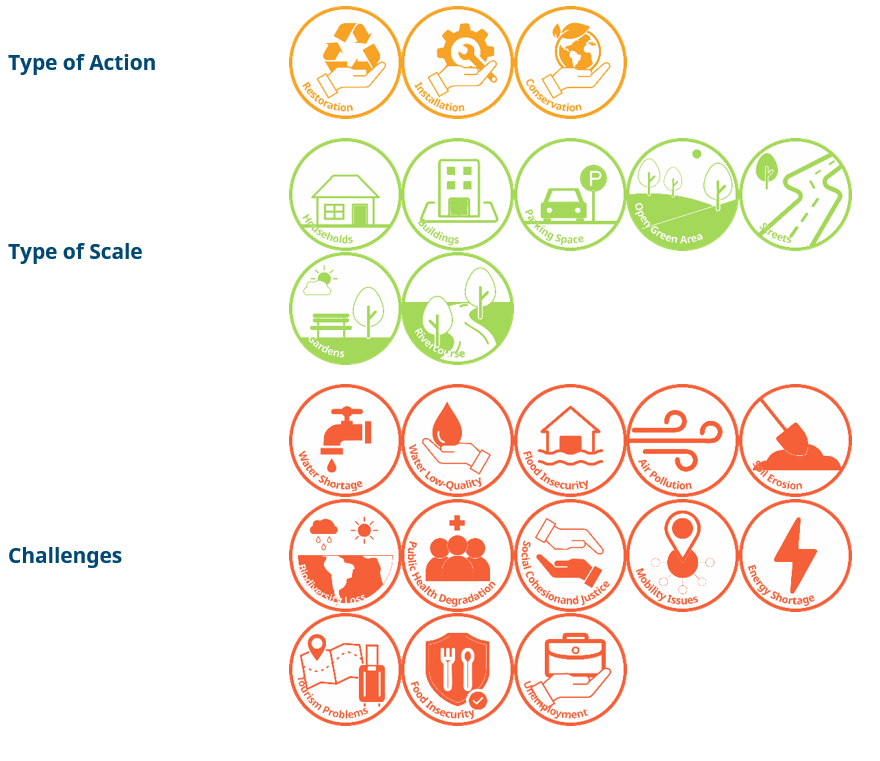 Type of Action
Restoration
Installation
Conservation
Type of Scale
Households
Buildings
P
Parking Space
Open Green Area
Streets
Gardens
Rivercourse
Challenges
Water Shortage
Water Low-Quality
Flood Insecurity
Air Pollution
Soil Erosion
Biodiversity Loss
Public Health Degradation
Social Cohesionand Justice
Mobility Issues
Energy Shortage
Tourism Problems
Food Insecurity
Unemployment